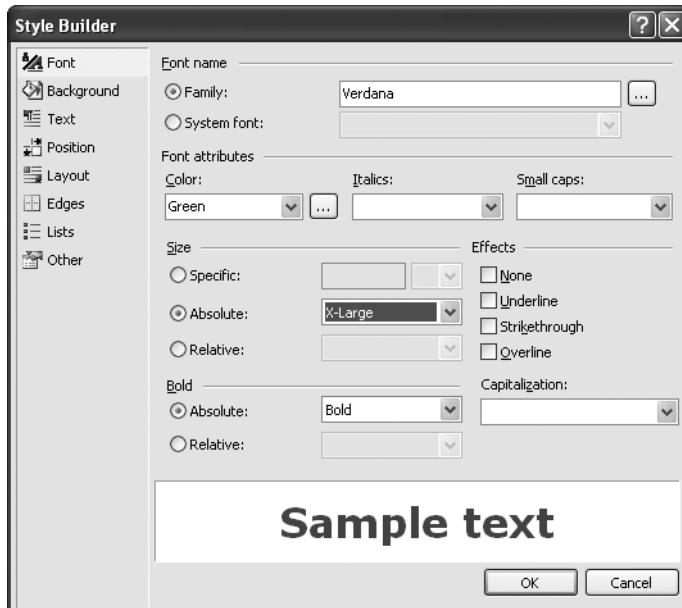 Style Builder
Font
Background
Text
Position
Layout
Edges
Lists
Other
Font name
Family:
Verdana
...
System font:
Font attributes
Color:
Italics:
Small caps:
Green
...
Size
Specific:
Absolute:
X-Large
Relative:
Effects
None
Underline
Strikethrough
Overline
Bold
Absolute:
Bold
Relative:
Capitalization:
Sample text
OK
Cancel